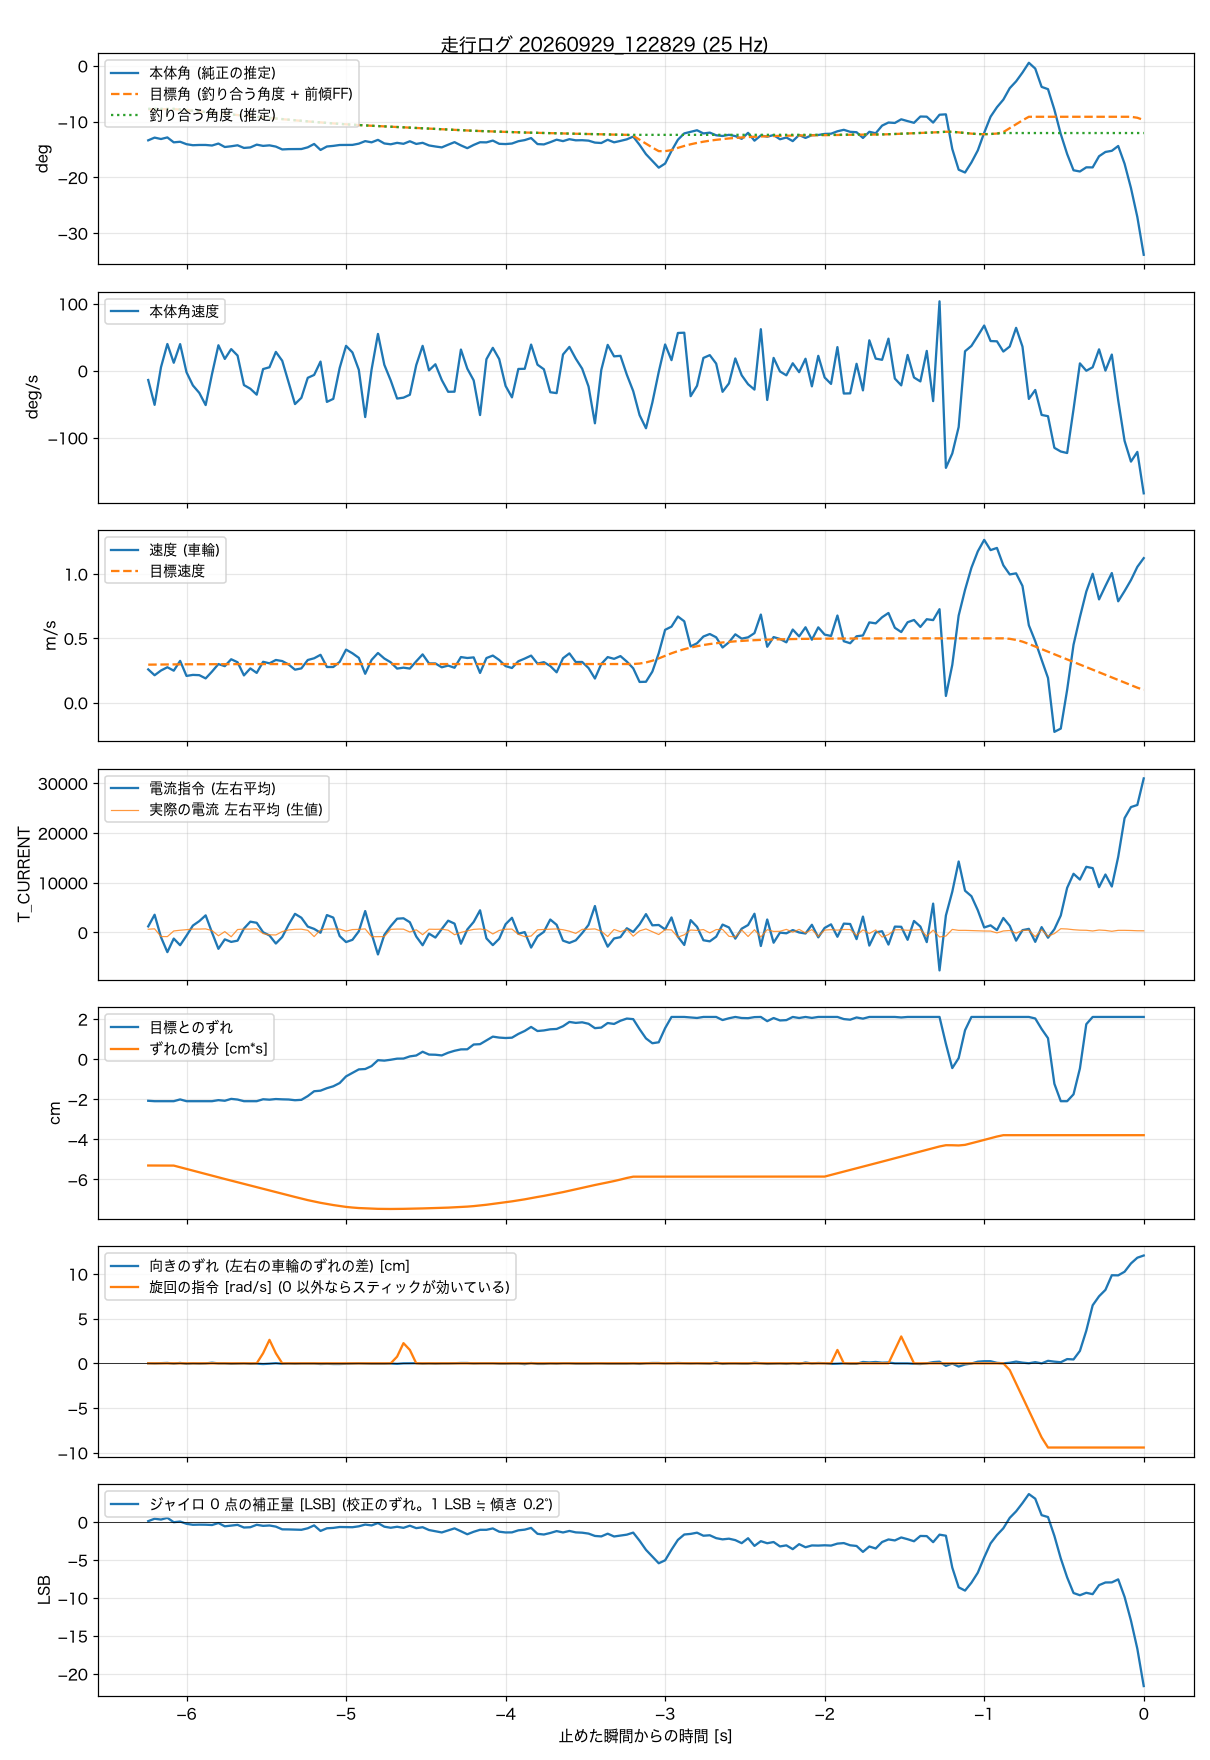 走行ログ 20260929_122829 (25 Hz)
本体角 (純正の推定)
目標角 (釣り合う角度 + 前傾FF)
釣り合う角度 (推定)
0
−10
−20
−30
deg
本体角速度
100
0
−100
deg/s
速度 (車輪)
目標速度
1.0
0.5
0.0
m/s
電流指令 (左右平均)
実際の電流 左右平均 (生値)
30000
20000
10000
0
T_CURRENT
目標とのずれ
ずれの積分 [cm*s]
2
0
−2
−4
−6
cm
向きのずれ (左右の車輪のずれの差) [cm]
旋回の指令 [rad/s] (0 以外ならスティックが効いている)
10
5
0
−5
−10
ジャイロ 0 点の補正量 [LSB] (校正のずれ。1 LSB ≒ 傾き 0.2°)
0
−5
−10
−15
−20
LSB
−6 −5 −4 −3 −2 −1 0
止めた瞬間からの時間 [s]